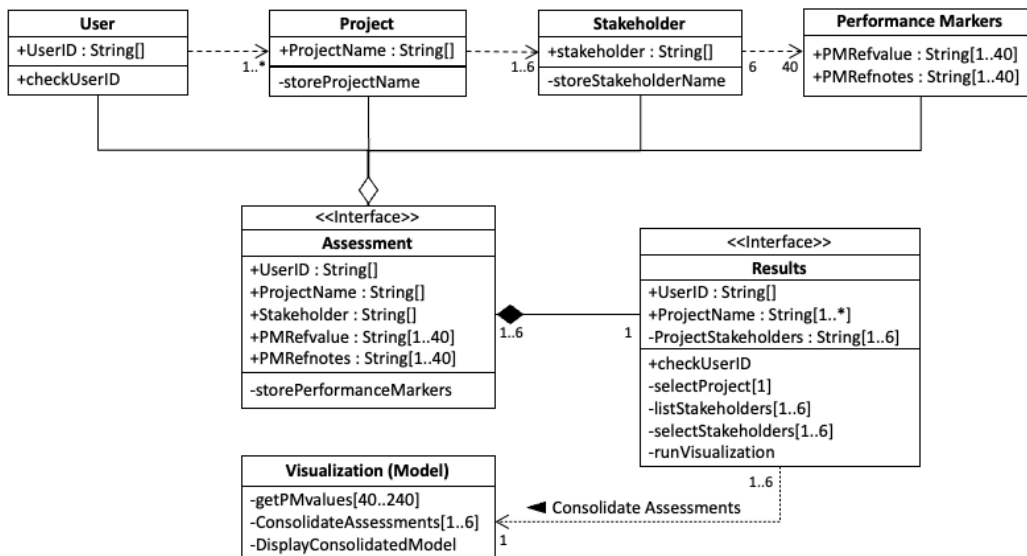 User
+UserID : String[]
+checkUserID
1..*
Project
+ProjectName : String[]
-storeProjectName
1..6
Stakeholder
+stakeholder : String[]
-storeStakeholderName
6
40
Performance Markers
+PMRefvalue : String[1..40]
+PMRefnotes : String[1..40]
<<Interface>>
Assessment
+UserID : String[]
+ProjectName : String[]
+Stakeholder : String[]
+PMRefvalue : String[1..40]
+PMRefnotes : String[1..40]
-storePerformanceMarkers
1..6
1
<<Interface>>
Results
+UserID : String[]
+ProjectName : String[1..*]
-ProjectStakeholders : String[1..6]
+checkUserID
-selectProject[1]
-listStakeholders[1..6]
-selectStakeholders[1..6]
-runVisualization
1..6
Consolidate Assessments
1
Visualization (Model)
-getPMvalues[40..240]
-ConsolidateAssessments[1..6]
-DisplayConsolidatedModel